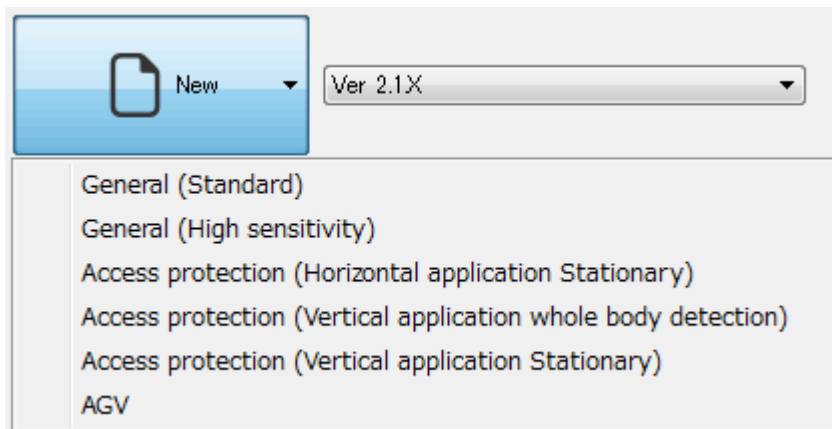 New
Ver 2.1X
General (Standard)
General (High sensitivity)
Access protection (Horizontal application Stationary)
Access protection (Vertical application whole body detection)
Access protection (Vertical application Stationary)
AGV